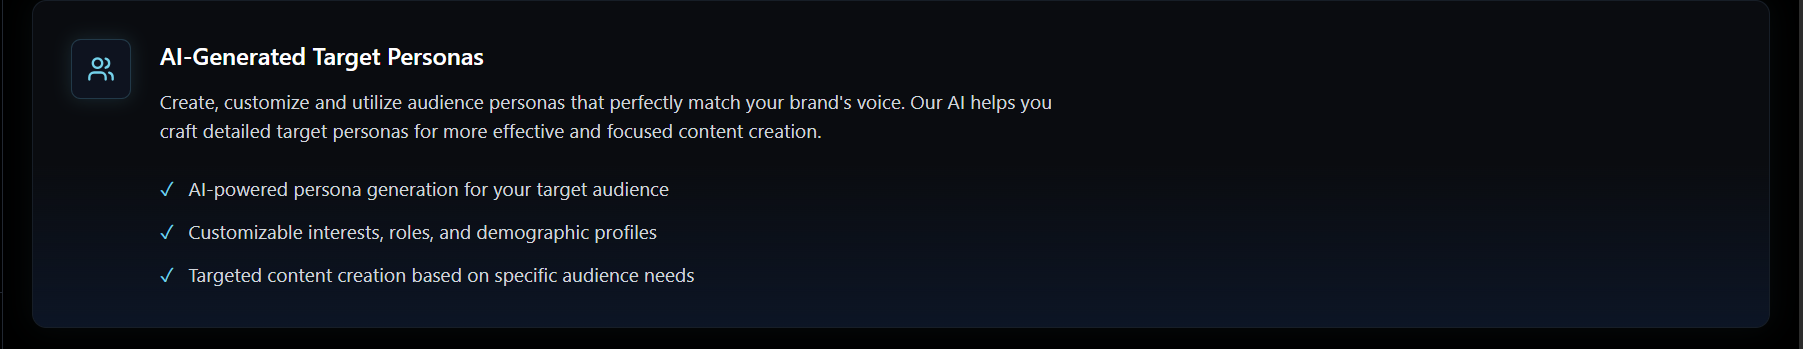 AI-Generated Target Personas
Create, customize and utilize audience personas that perfectly match your brand's voice. Our AI helps you
craft detailed target personas for more effective and focused content creation.
✓ AI-powered persona generation for your target audience
✓ Customizable interests, roles, and demographic profiles
✓ Targeted content creation based on specific audience needs